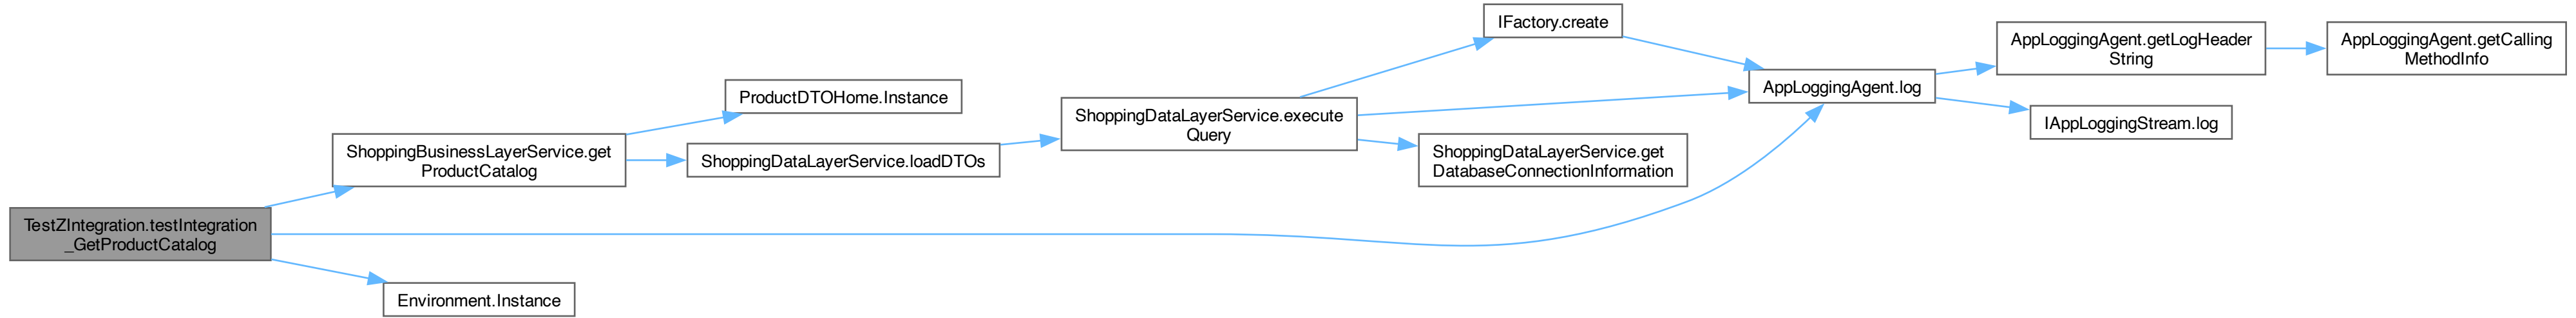 TestZIntegration.testIntegration
_GetProductCatalog
ShoppingBusinessLayerService.get
ProductCatalog
ProductDTOHome.Instance
ShoppingDataLayerService.loadDTOs
ShoppingDataLayerService.execute
Query
IFactory.create
AppLoggingAgent.log
AppLoggingAgent.getLogHeader
String
AppLoggingAgent.getCalling
MethodInfo
IAppLoggingStream.log
ShoppingDataLayerService.get
DatabaseConnectionInformation
Environment.Instance